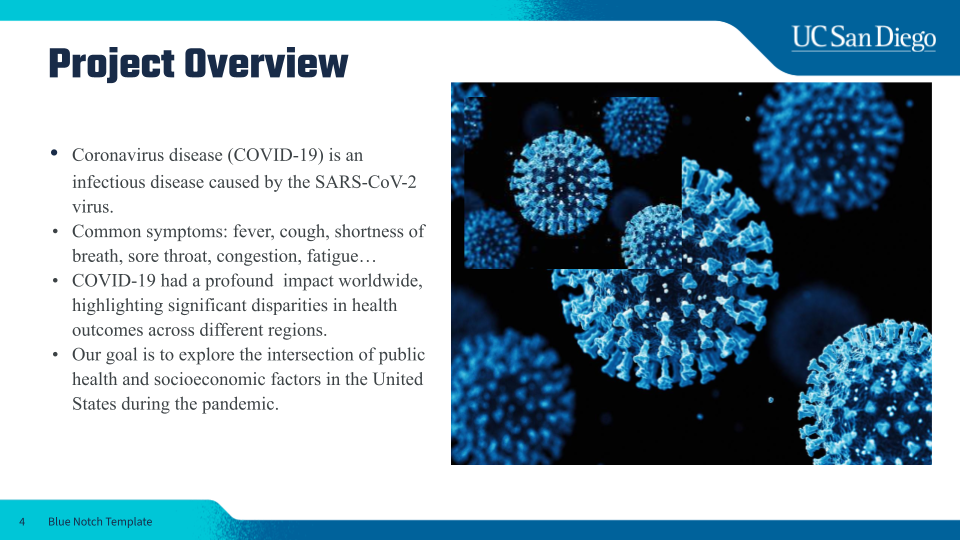 UC San Diego
Project Overview
• Coronavirus disease (COVID-19) is an
infectious disease caused by the SARS-CoV-2
virus.
• Common symptoms: fever, cough, shortness of
breath, sore throat, congestion, fatigue…
• COVID-19 had a profound  impact worldwide,
highlighting significant disparities in health
outcomes across different regions.
• Our goal is to explore the intersection of public
health and socioeconomic factors in the United
States during the pandemic.
4 Blue Notch Template